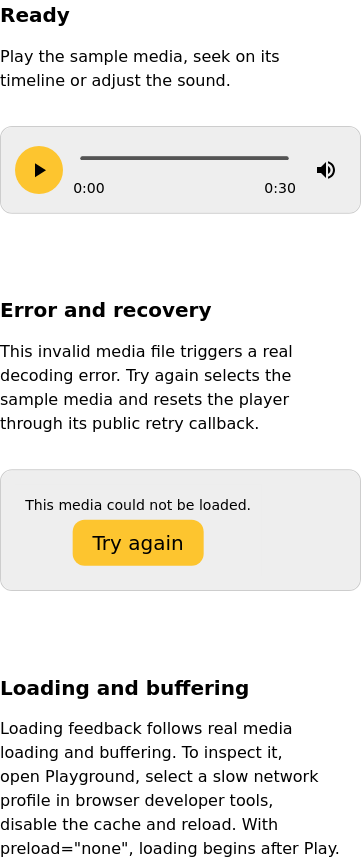 Ready
Play the sample media, seek on its
timeline or adjust the sound.
0:00
0:30
Error and recovery
This invalid media file triggers a real
decoding error. Try again selects the
sample media and resets the player
through its public retry callback.
This media could not be loaded.
Try again
Loading and buffering
Loading feedback follows real media
loading and buffering. To inspect it,
open Playground, select a slow network
profile in browser developer tools,
disable the cache and reload. With
preload="none", loading begins after Play.